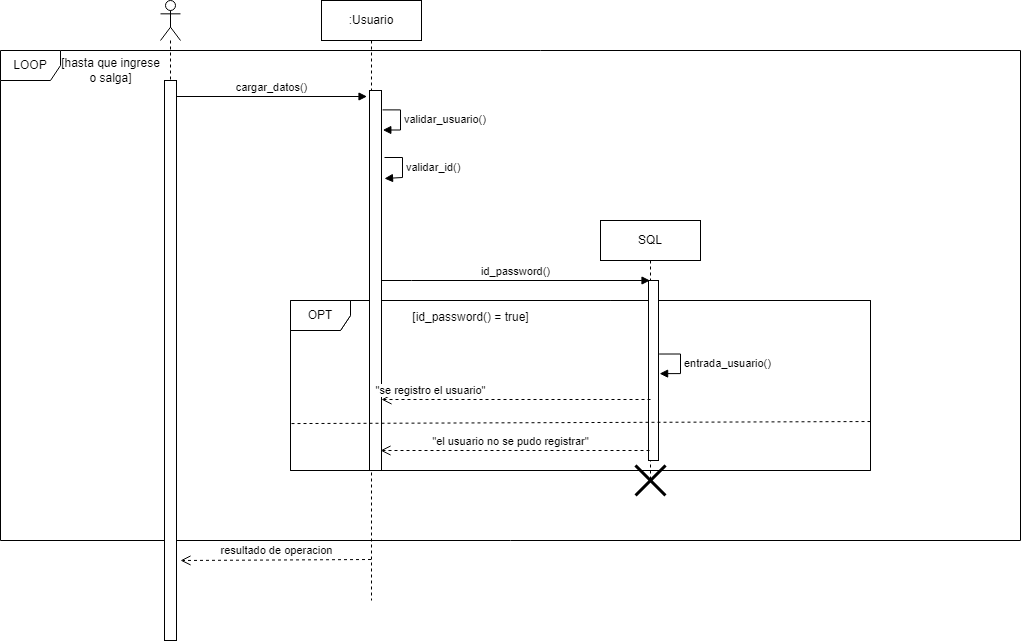 :Usuario
LOOP
[hasta que ingrese
o salga]
cargar_datos()
validar_usuario()
validar_id()
SQL
id_password()
OPT
[id_password() = true]
entrada_usuario()
"se registro el usuario"
"el usuario no se pudo registrar"
resultado de operacion